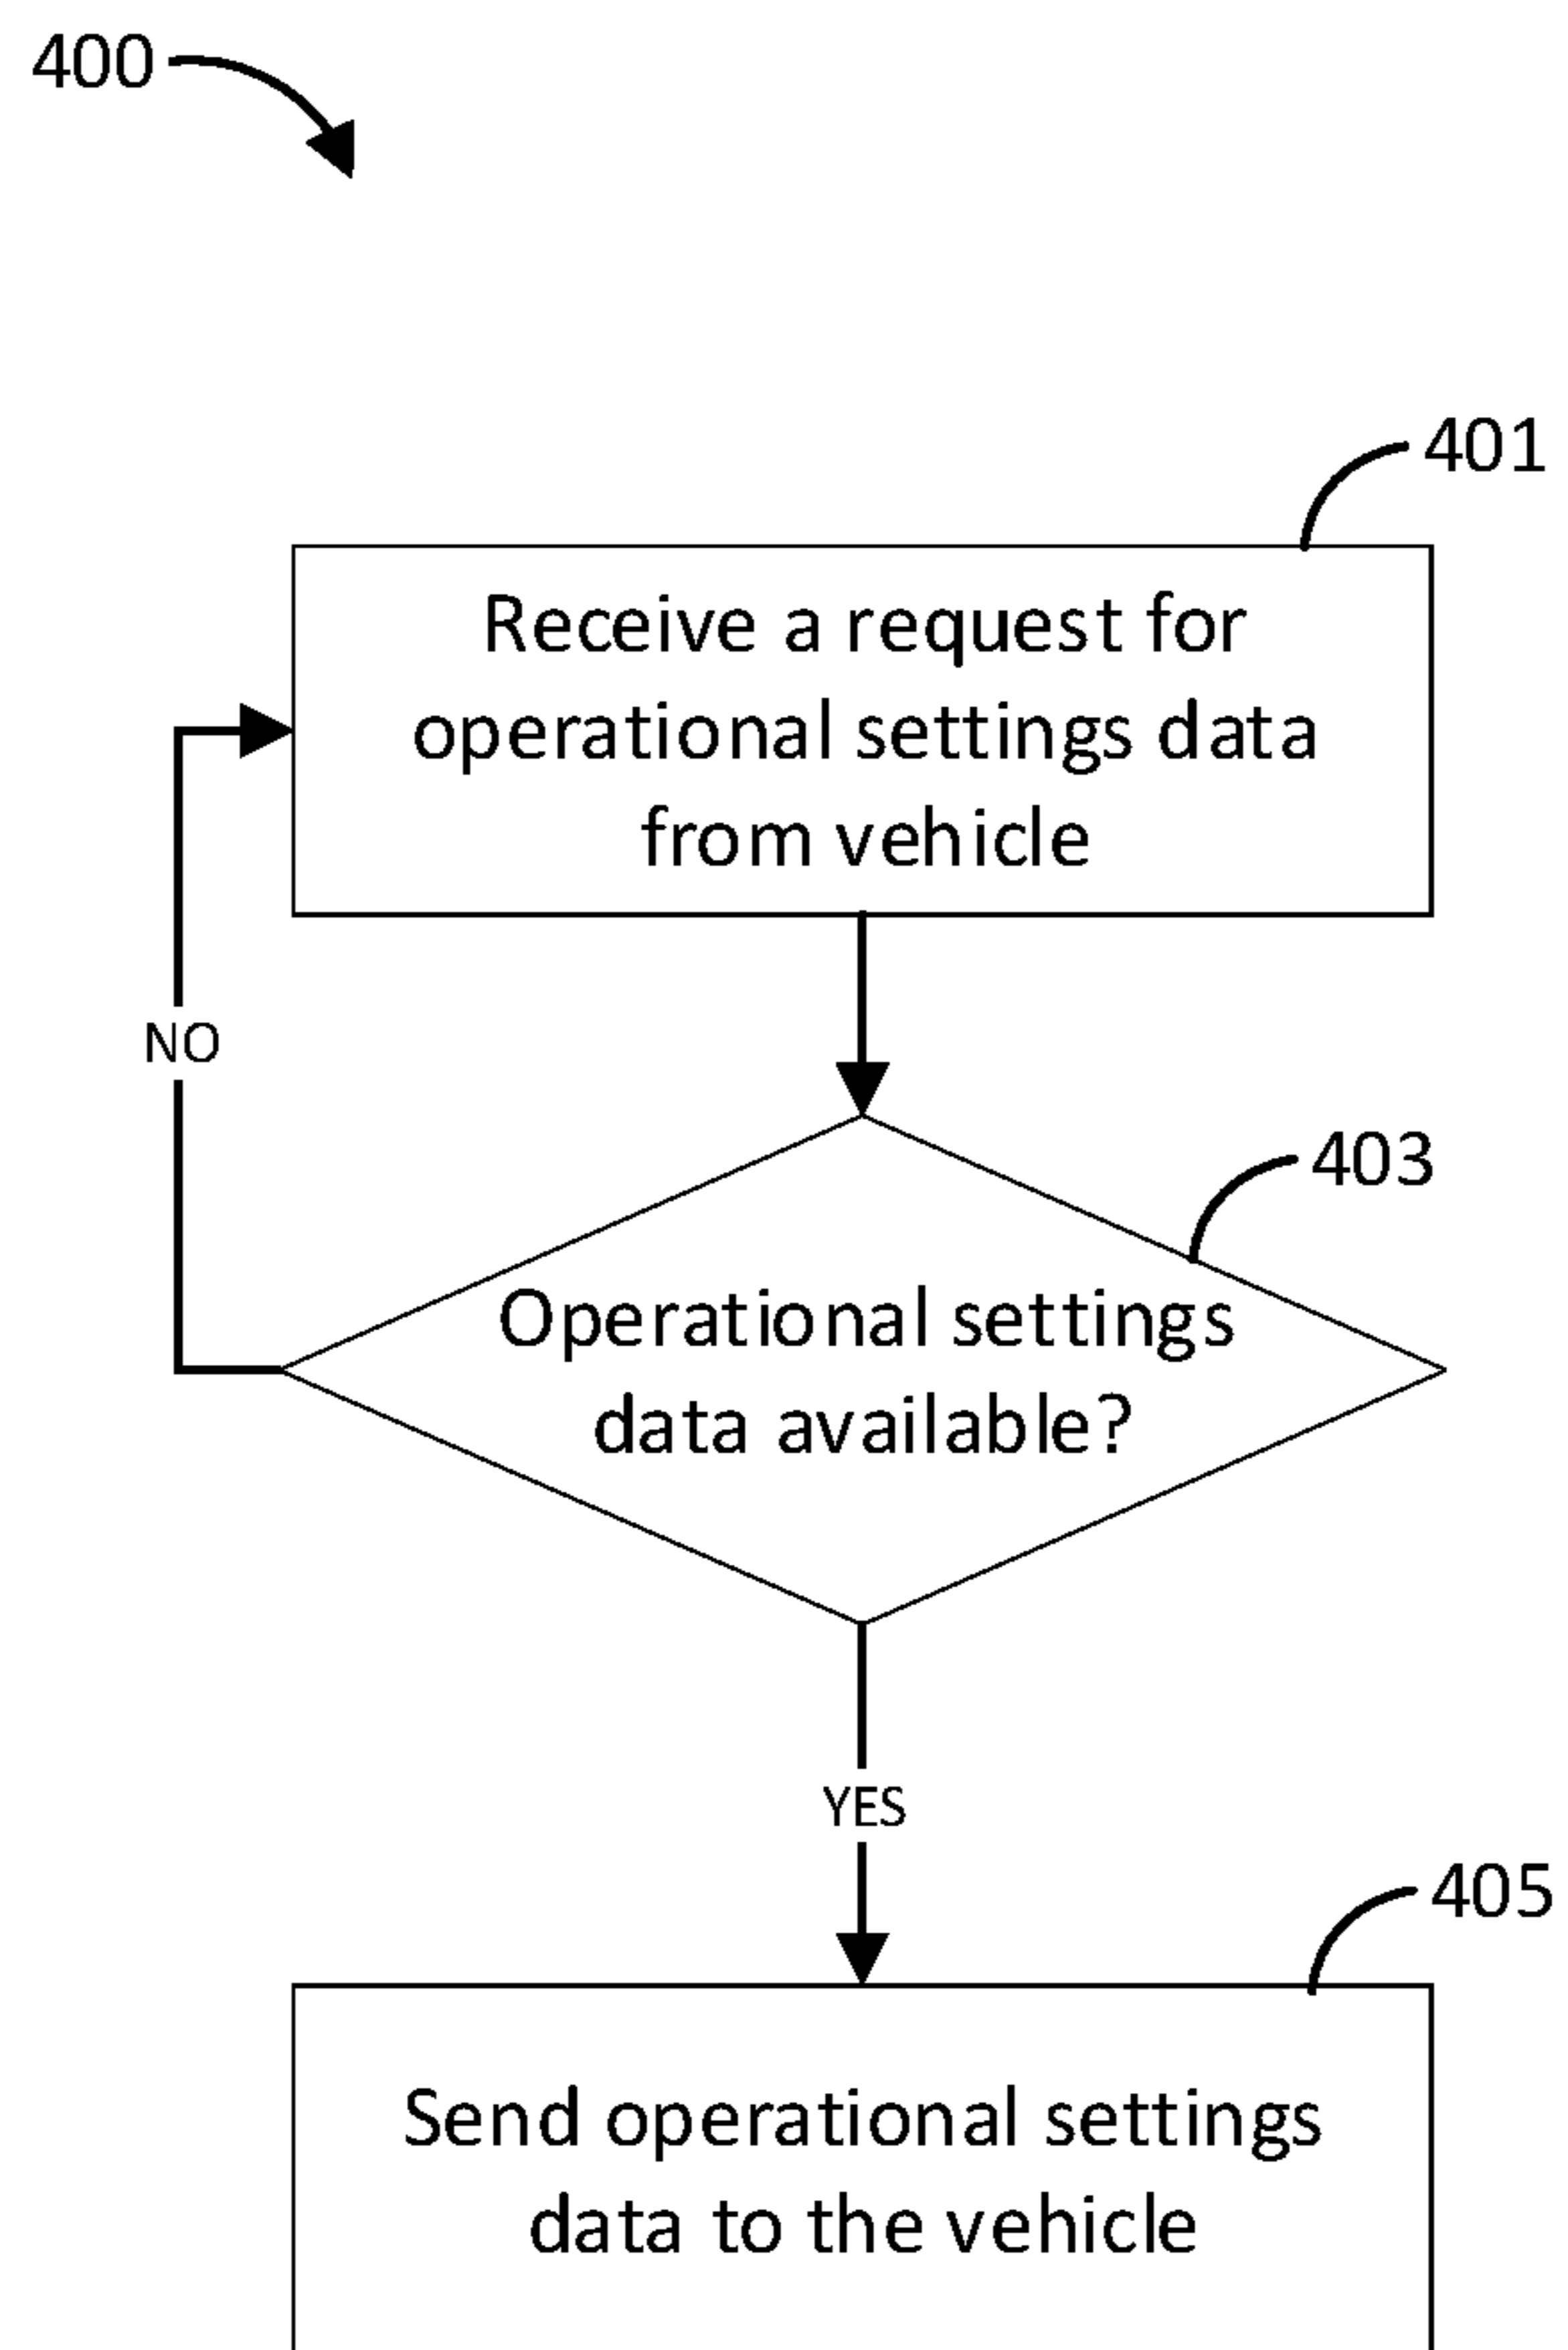 400
401
Receive a request for
operational settings data
from vehicle
NO
403
Operational settings
data available?
YES
405
Send operational settings
data to the vehicle